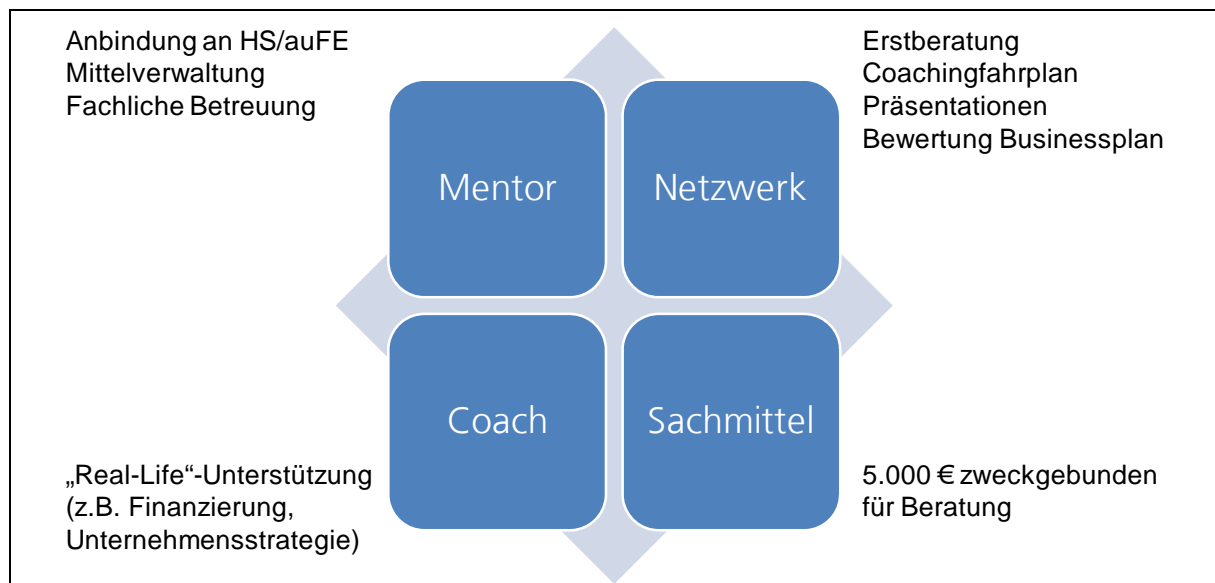 Anbindung an HS/auFE
Mittelverwaltung
Fachliche Betreuung
Erstberatung
Coachingfahrplan
Präsentationen
Bewertung Businessplan
Mentor
Netzwerk
Coach
Sachmittel
„Real-Life“-Unterstützung
(z.B. Finanzierung,
Unternehmensstrategie)
5.000 € zweckgebunden
für Beratung